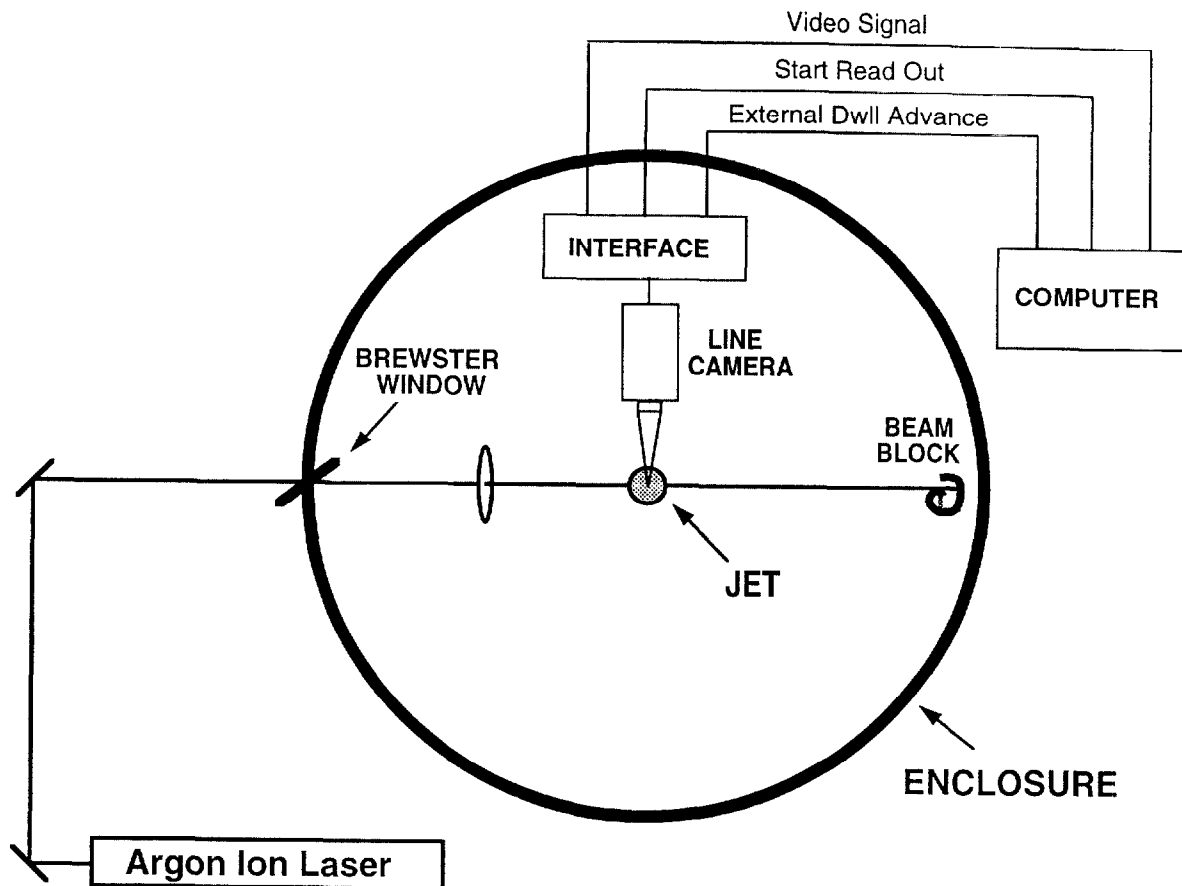 Video Signal
Start Read Out
External Dwll Advance
INTERFACE
COMPUTER
LINE
CAMERA
BREWSTER
WINDOW
BEAM
BLOCK
JET
ENCLOSURE
Argon Ion Laser